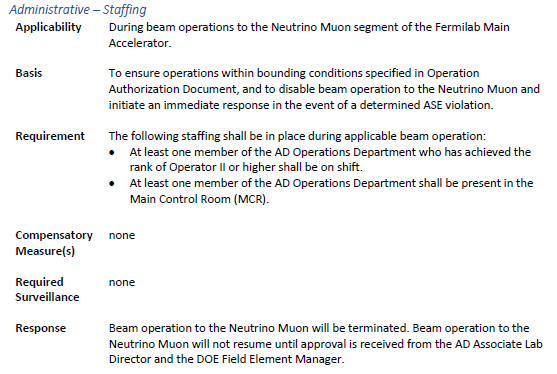 Administrative – Staffing
Applicability During beam operations to the Neutrino Muon segment of the Fermilab Main
Accelerator.
Basis To ensure operations within bounding conditions specified in Operation
Authorization Document, and to disable beam operation to the Neutrino Muon and
initiate an immediate response in the event of a determined ASE violation.
Requirement The following staffing shall be in place during applicable beam operation:
• At least one member of the AD Operations Department who has achieved the
rank of Operator II or higher shall be on shift.
• At least one member of the AD Operations Department shall be present in the
Main Control Room (MCR).
Compensatory none
Measure(s)
Required none
Surveillance
Response Beam operation to the Neutrino Muon will be terminated. Beam operation to the
Neutrino Muon will not resume until approval is received from the AD Associate Lab
Director and the DOE Field Element Manager.